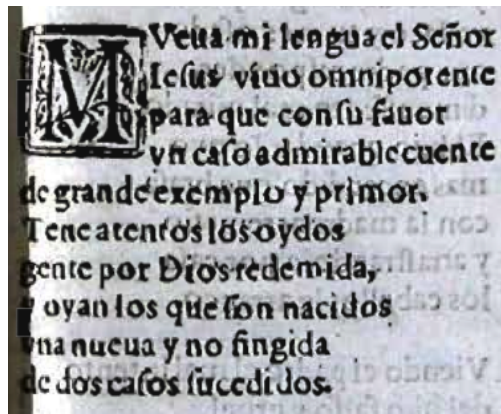 MVeua mi lengua el Señor
Iesus viuo omnipotente
para que con su fauor
vn caso admirable cuente
de grande exemplo y primor.
Tene atentos los oydos
gente por Dios redemida,
y oyan los que son nacidos
vna nueua y no fingida
de dos casos sucedidos.